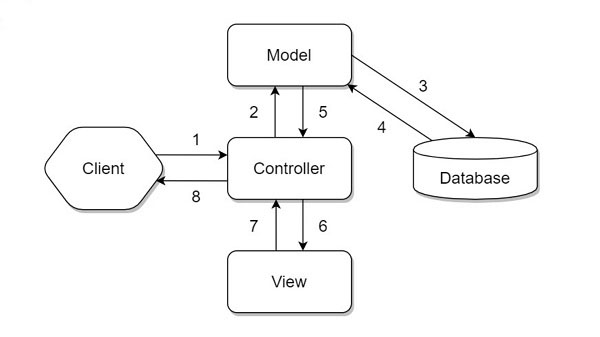 Model
3
2
5
4
1
Client
Controller
Database
8
7
6
View